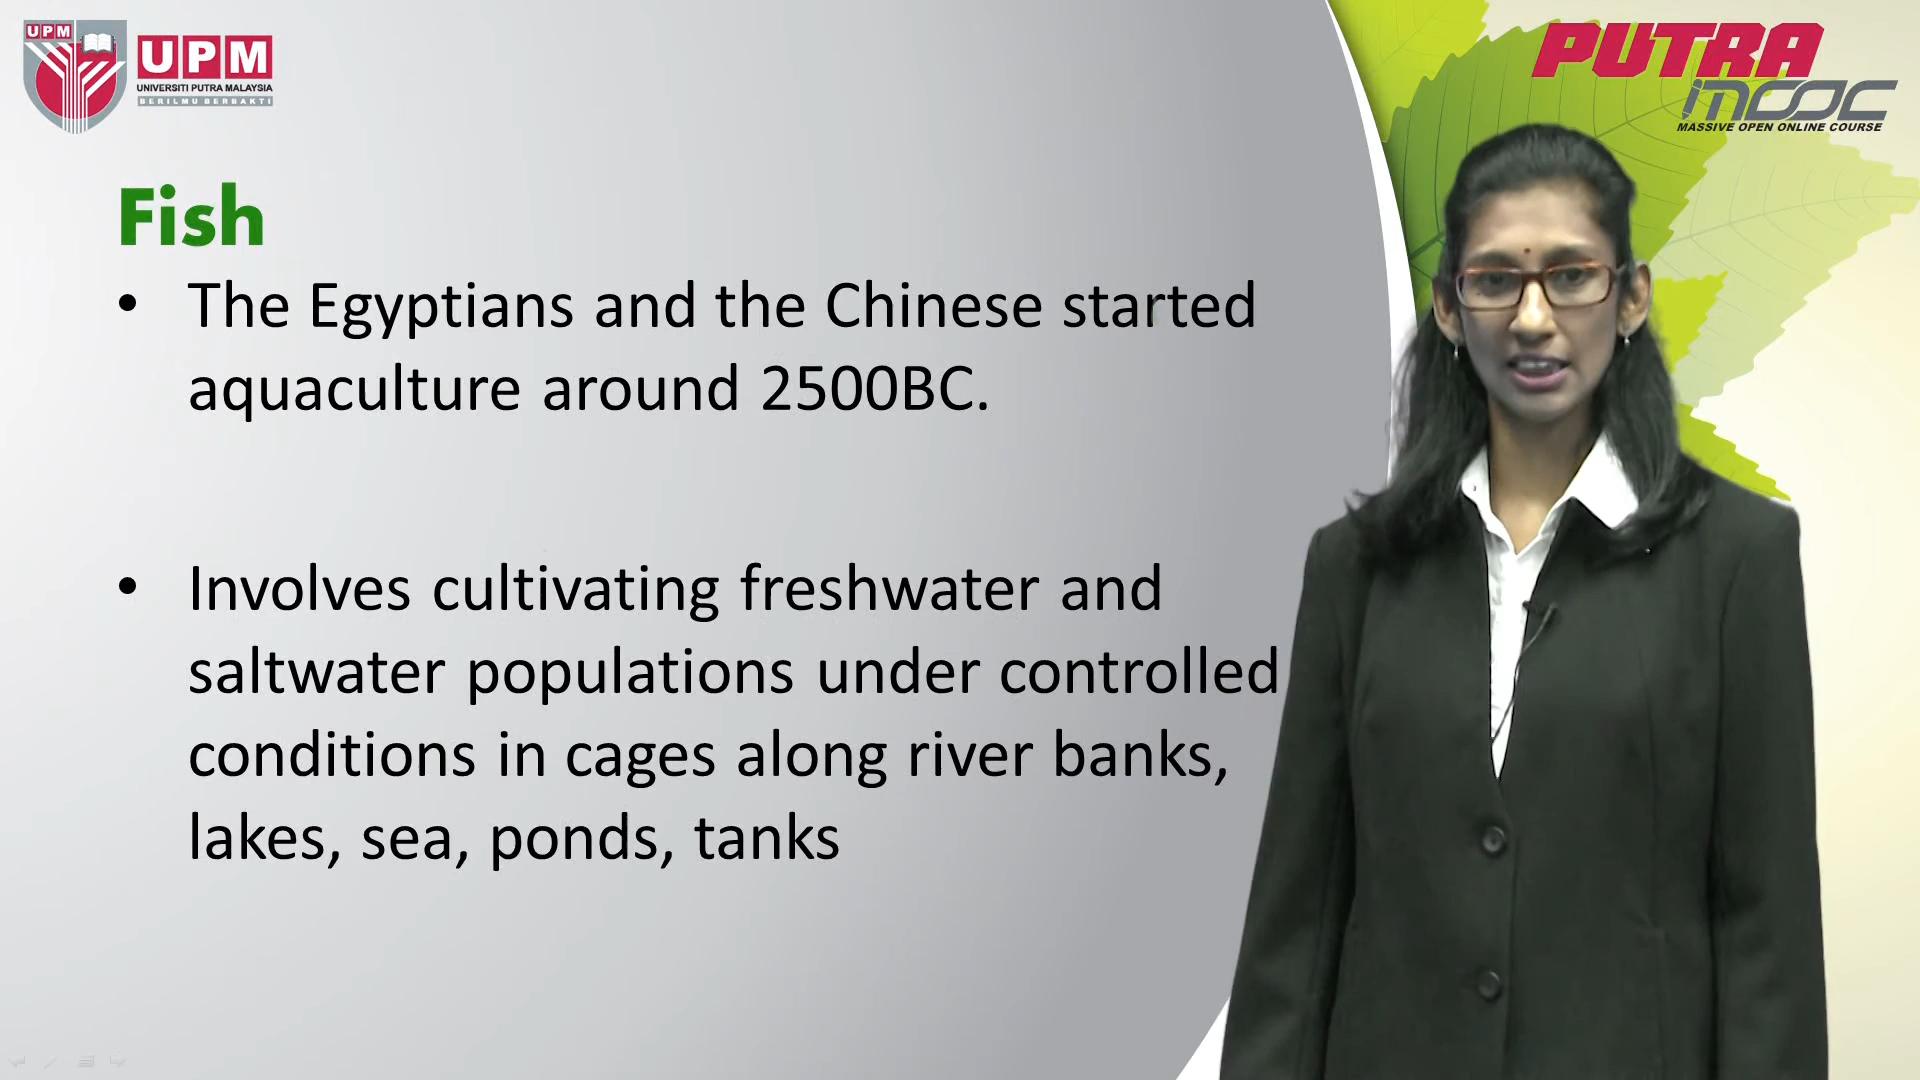 UPM
UPM
UNIVERSITI PUTRA MALAYSIA
BERILMU BERBAKTI
PUTRA
mooc
MASSIVE OPEN ONLINE COURSE
Fish
• The Egyptians and the Chinese started
aquaculture around 2500BC.
• Involves cultivating freshwater and
saltwater populations under controlled
conditions in cages along river banks,
lakes, sea, ponds, tanks